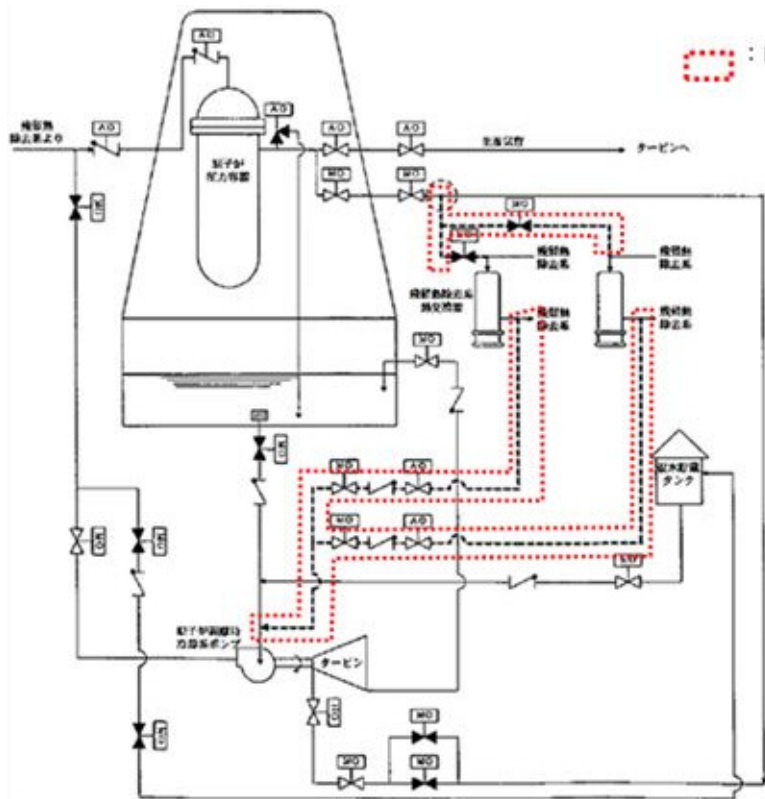 AO
残留熱
除去系より
AO
AO
AO
AO
主蒸気管
タービンへ
原子炉
圧力容器
MO
MO
MO
MO
MO
残留熱
除去系
残留熱
除去系
残留熱除去系
熱交換器
残留熱
除去系
残留熱
除去系
MO
MO
MO
AO
復水貯蔵
タンク
MO
AO
MO
MO
MO
原子炉隔離時
冷却系ポンプ
タービン
MO
MO
MO
MO
MO